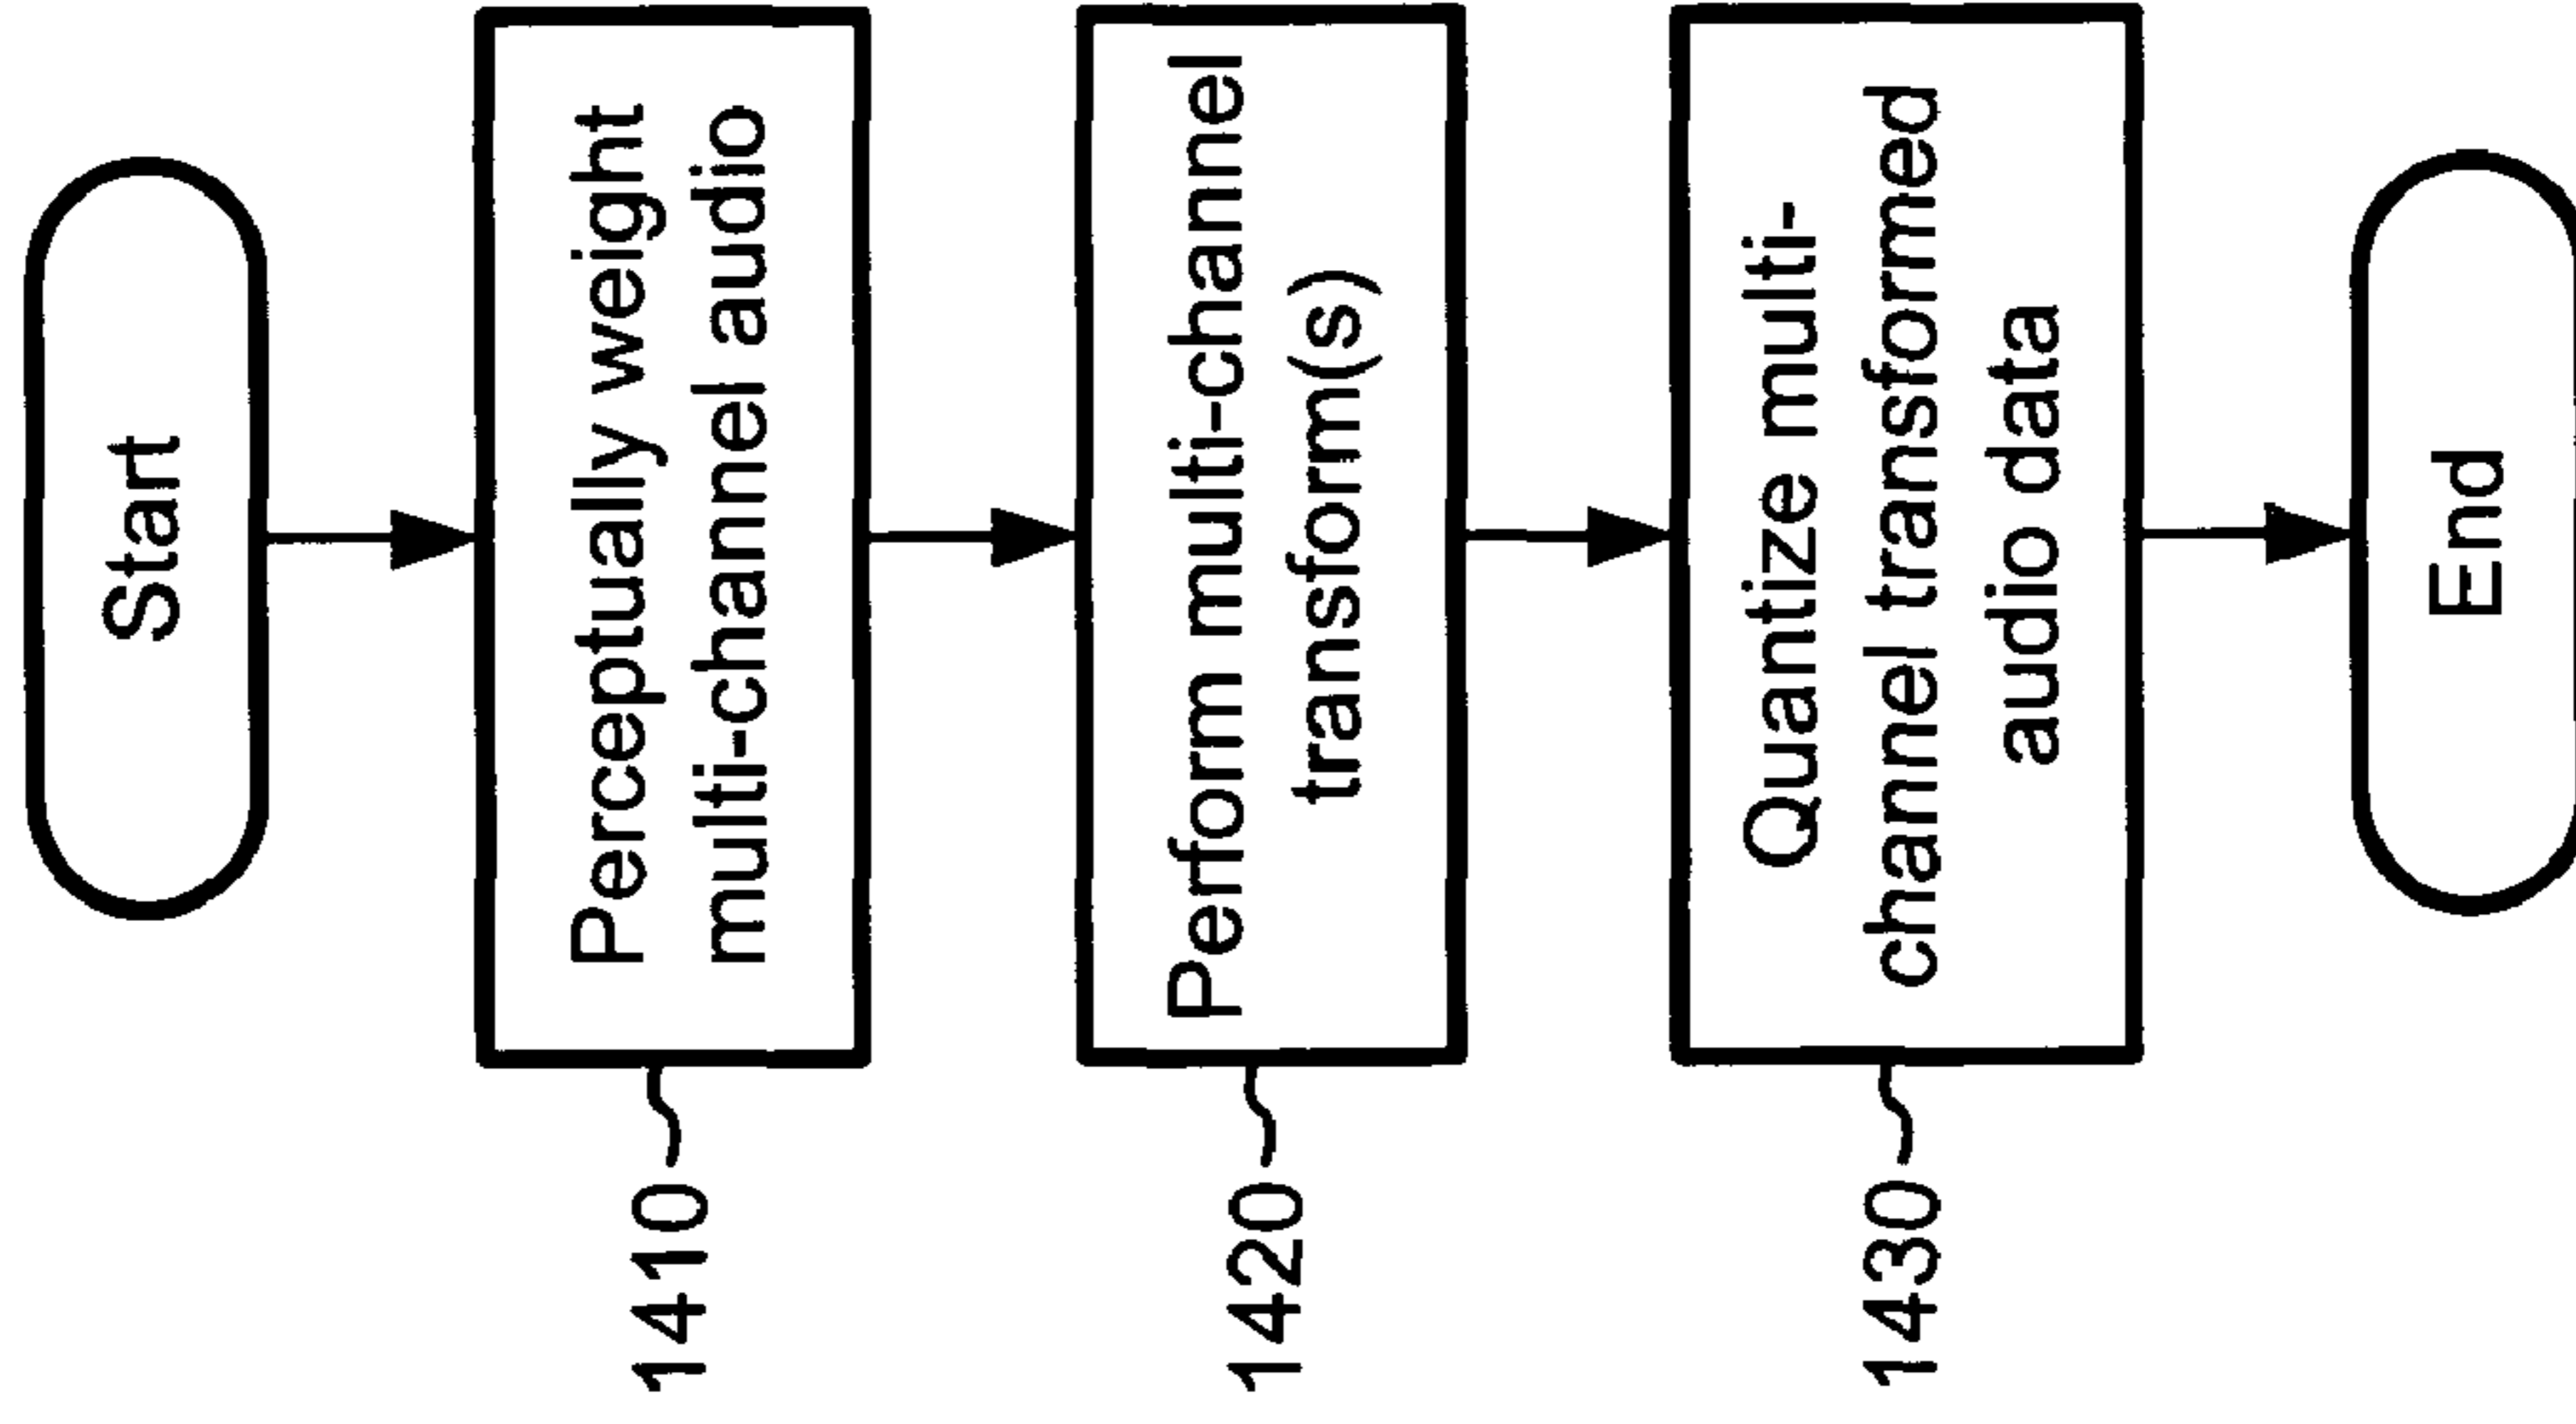 Start
1410
Perceptually weight
multi-channel audio
1420
Perform multi-channel
transform(s)
1430
Quantize multi-
channel transformed
audio data
End